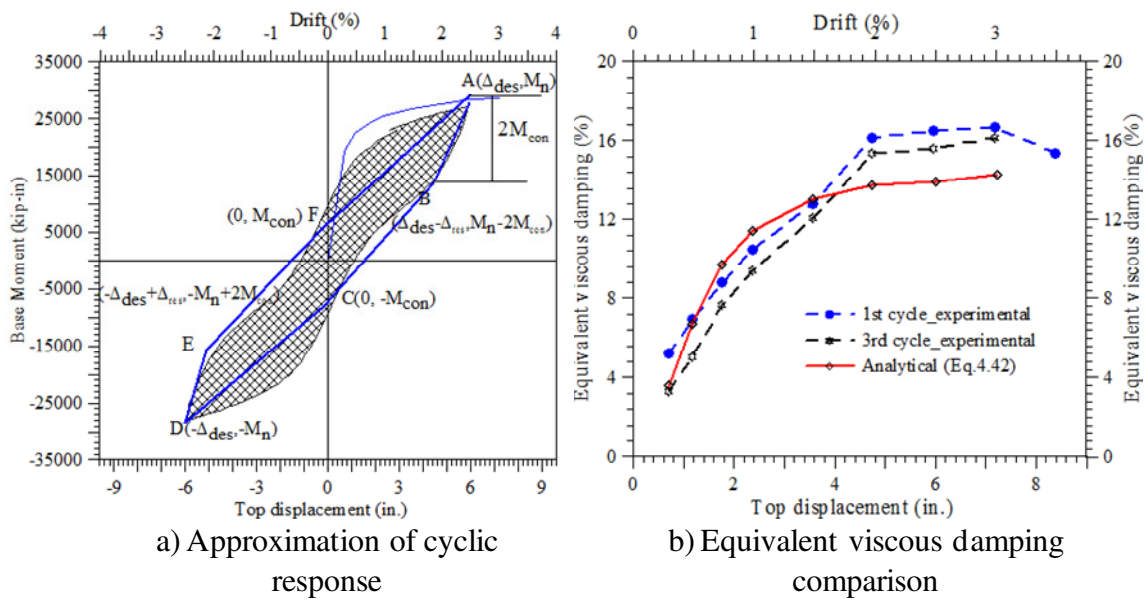 Drift (%)
-4 -3 -2 -1 0 1 2 3 4
35000
25000
15000
5000
-5000
-15000
-25000
-35000
Base Moment (kip-in)
A(Δdes,Mn)
2Mcon
B
(0, Mcon) F
(Δdes-Δres,Mn-2Mcon)
(-Δdes+Δres,-Mn+2Mcon)
C(0, -Mcon)
E
D(-Δdes,-Mn)
-9 -6 -3 0 3 6 9
Top displacement (in.)
a) Approximation of cyclic
response
Drift (%)
0 1 2 3
20
16
12
8
4
0
Equivalent viscous damping (%)
1st cycle_experimental
3rd cycle_experimental
Analytical (Eq.4.42)
20
16
12
8
4
0
Equivalent viscous damping (%)
0 2 4 6 8
Top displacement (in.)
b) Equivalent viscous damping
comparison